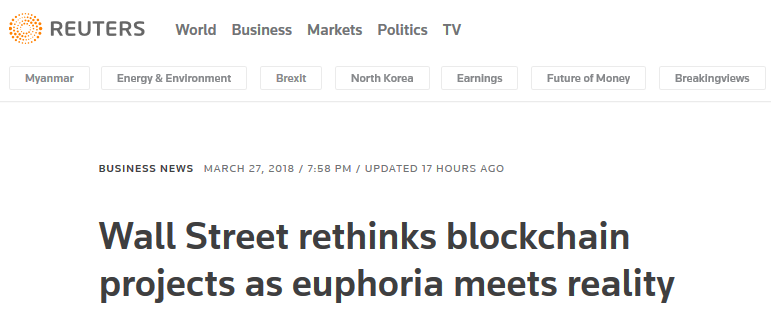 REUTERS World Business Markets Politics TV
Myanmar Energy & Environment Brexit North Korea Earnings Future of Money Breakingviews
BUSINESS NEWS MARCH 27, 2018 / 7:58 PM / UPDATED 17 HOURS AGO
Wall Street rethinks blockchain
projects as euphoria meets reality